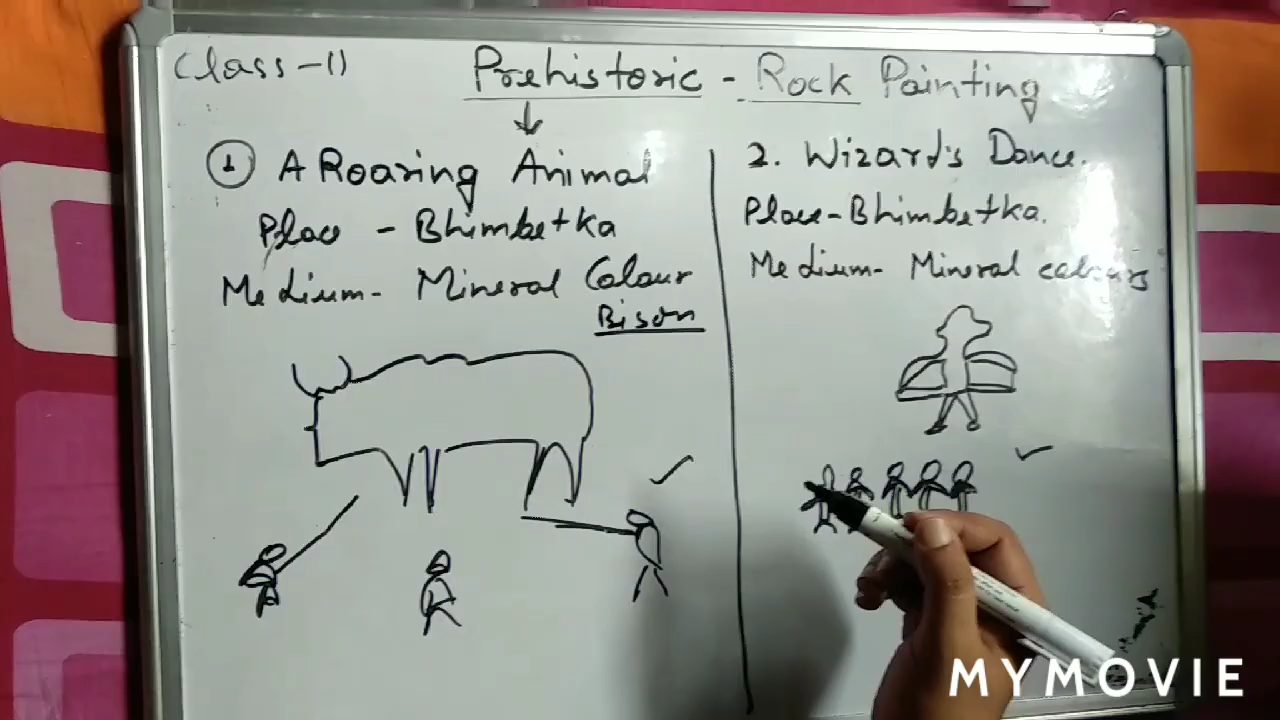 Class-11
Prehistoric - Rock Painting
1 A Roaring Animal
Place - Bhimbetka
Medium- Mineral Colour
Bison
2. Wizard's Dance.
Place-Bhimbetka.
Medium- Mineral colours
MYMOVIE